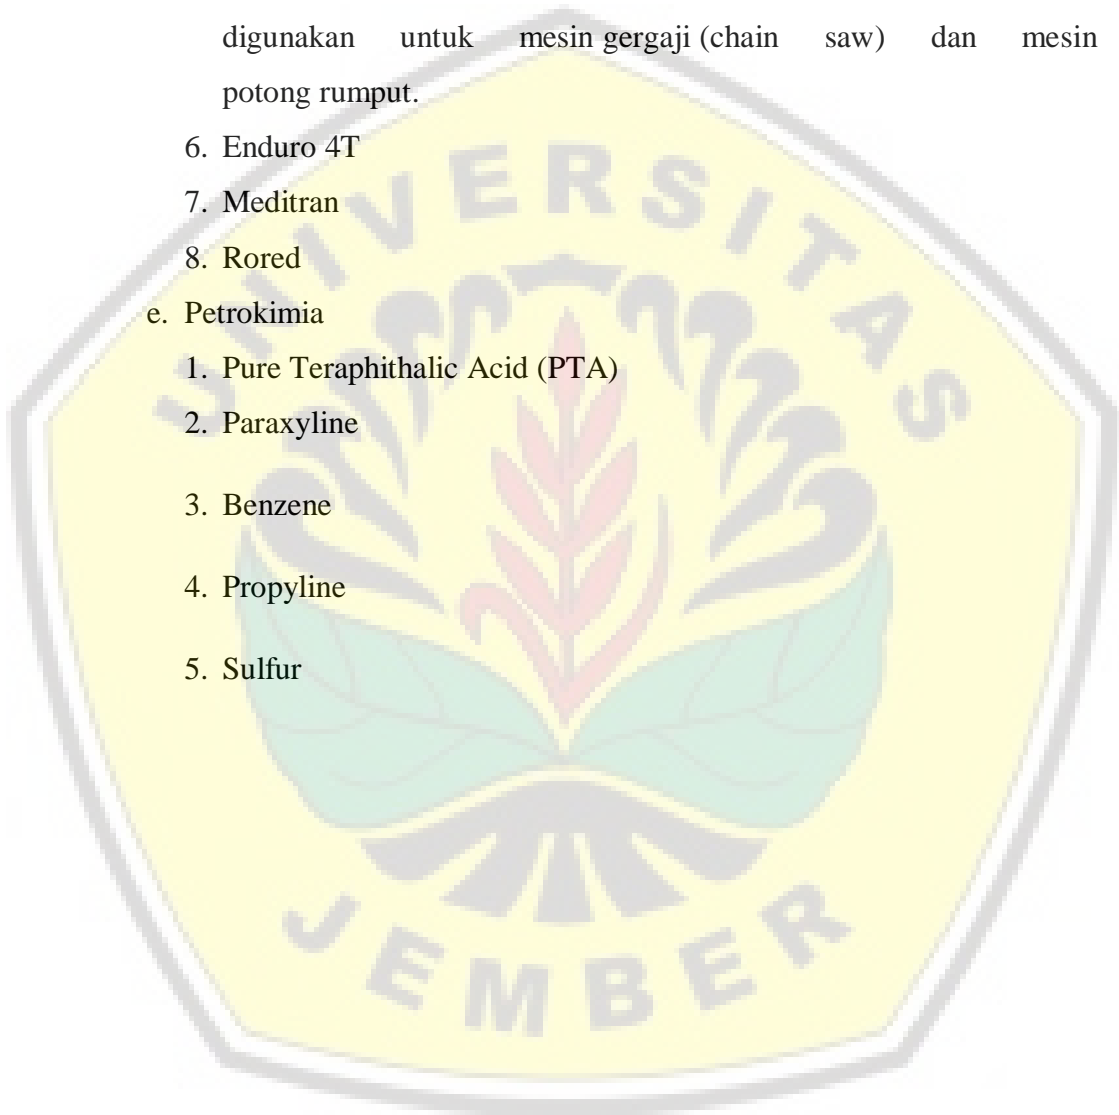 digunakan untuk mesin gergaji (chain saw) dan mesin
potong rumput.
6. Enduro 4T
7. Meditran
8. Rored
e. Petrokimia
1. Pure Teraphithalic Acid (PTA)
2. Paraxyline
3. Benzene
4. Propyline
5. Sulfur
UNIVERSITAS
JEMBER